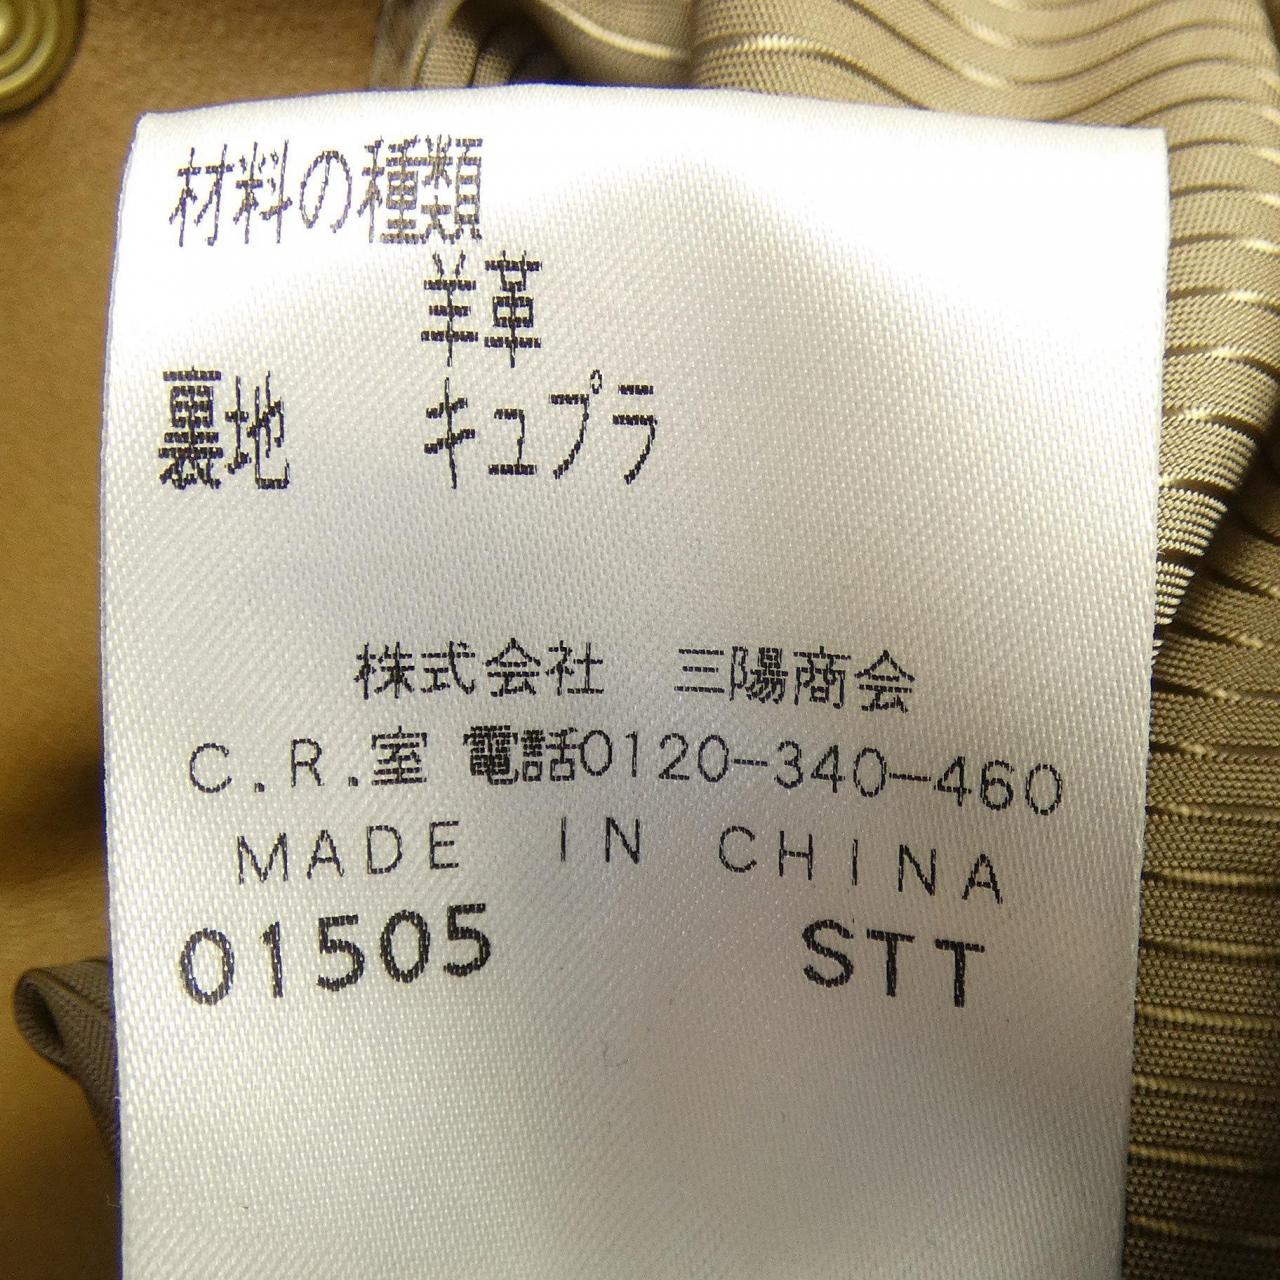 材料の種類
羊革
裏地 キュプラ
株式会社 三陽商会
C.R.室 電話0120-340-460
MADE IN CHINA
01505 STT